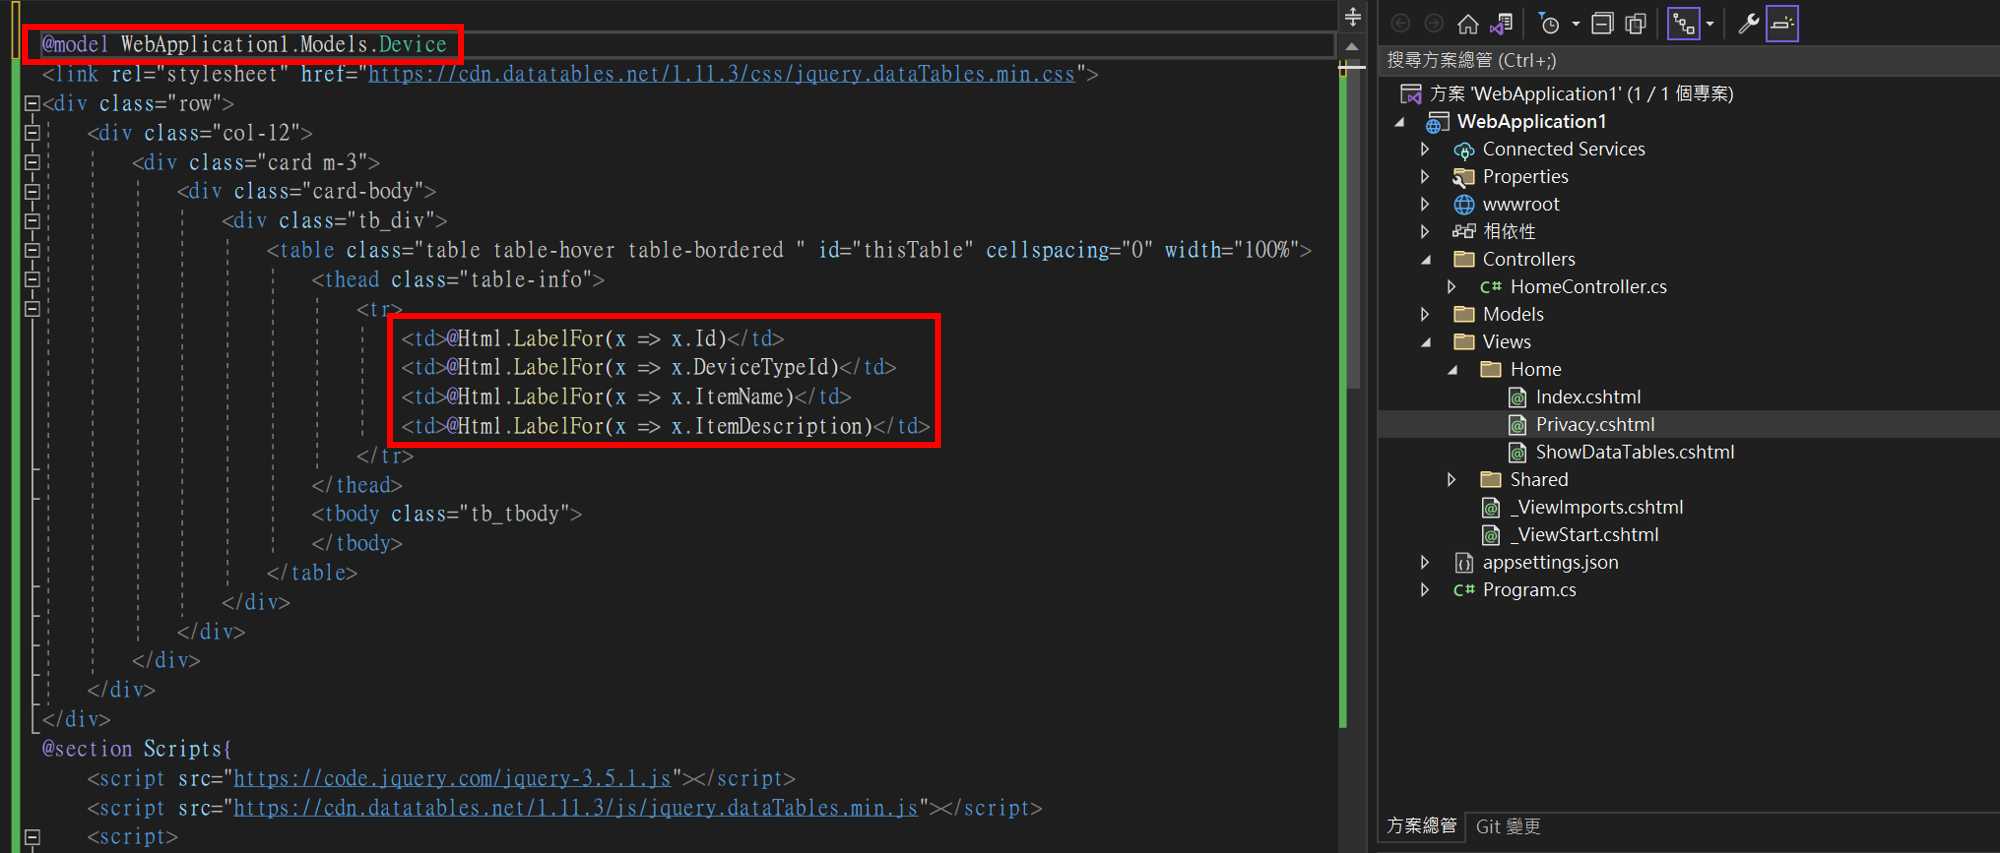 @model WebApplication1.Models.Device
<link rel="stylesheet" href="https://cdn.datatables.net/1.11.3/css/jquery.dataTables.min.css">
<div class="row">
<div class="col-12">
<div class="card m-3">
<div class="card-body">
<div class="tb_div">
<table class="table table-hover table-bordered " id="thisTable" cellspacing="0" width="100%">
<thead class="table-info">
<tr>
<td>@Html.LabelFor(x => x.Id)</td>
<td>@Html.LabelFor(x => x.DeviceTypeId)</td>
<td>@Html.LabelFor(x => x.ItemName)</td>
<td>@Html.LabelFor(x => x.ItemDescription)</td>
</tr>
</thead>
<tbody class="tb_tbody">
</tbody>
</table>
</div>
</div>
</div>
</div>
</div>
@section Scripts{
<script src="https://code.jquery.com/jquery-3.5.1.js"></script>
<script src="https://cdn.datatables.net/1.11.3/js/jquery.dataTables.min.js"></script>
<script>
搜尋方案總管 (Ctrl+;)
方案 'WebApplication1' (1 / 1 個專案)
WebApplication1
Connected Services
Properties
wwwroot
相依性
Controllers
C# HomeController.cs
Models
Views
Home
Index.cshtml
Privacy.cshtml
ShowDataTables.cshtml
Shared
_ViewImports.cshtml
_ViewStart.cshtml
appsettings.json
C# Program.cs
方案總管 Git 變更